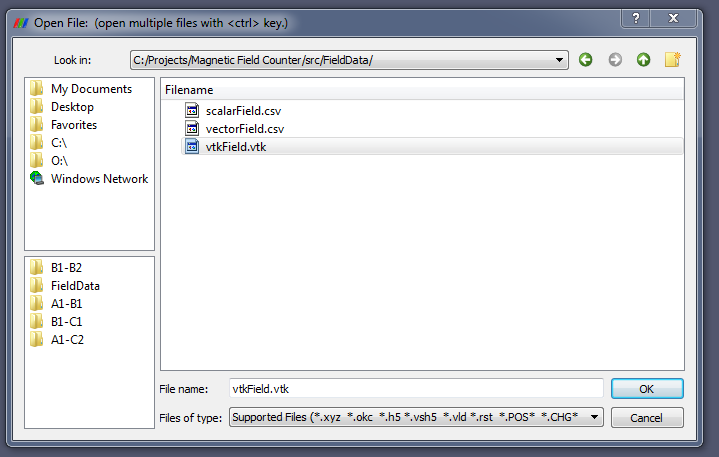 Open File: (open multiple files with <ctrl> key.)
Look in: C:/Projects/Magnetic Field Counter/src/FieldData/
My Documents
Desktop
Favorites
C:\
O:\
Windows Network
Filename
scalarField.csv
vectorField.csv
vtkField.vtk
B1-B2
FieldData
A1-B1
B1-C1
A1-C2
File name: vtkField.vtk OK
Files of type: Supported Files (*.xyz *.okc *.h5 *.vsh5 *.vld *.rst *.POS* *.CHG* Cancel